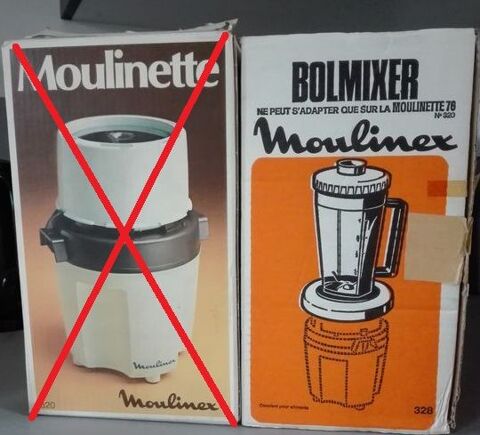 Moulinette
Moulinex
320
Moulinex
BOLMIXER
NE PEUT S'ADAPTER QUE SUR LA MOULINETTE 76
N° 320
Moulinex
328